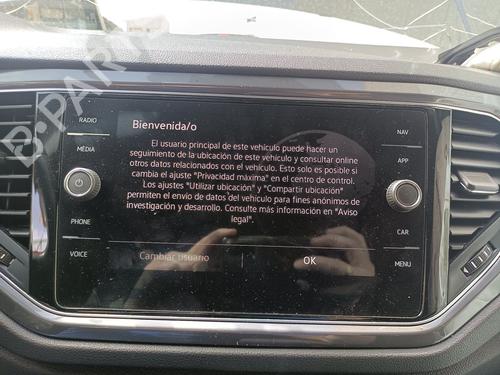 B-PARTS
RADIO
MÉDIA
PHONE
VOICE
Bienvenida/o
El usuario principal de este vehículo puede hacer un
seguimiento de la ubicación de este vehículo y consultar online
otros datos relacionados con el vehículo. Esto solo es posible si
cambia el ajuste "Privacidad máxima" en el centro de control.
Los ajustes "Utilizar ubicación" y "Compartir ubicación"
permiten el envío de datos del vehículo para fines anónimos de
investigación y desarrollo. Consulte más información en "Aviso
legal".
Cambiar usuario
OK
NAV
APP
CAR
MENU